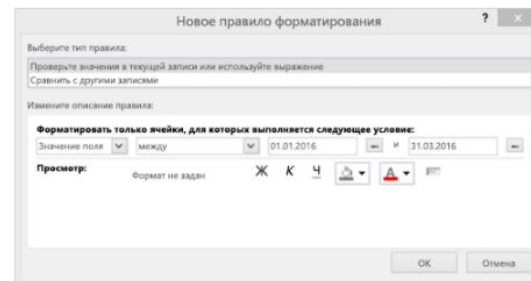 Новое правило форматирования ?
Выберите тип правила:
Проверьте значения в текущей записи или используйте выражение
Сравнить с другими записями
Измените описание правила:
Форматировать только ячейки, для которых выполняется следующее условие:
Значение поля между 01.01.2016 и 31.03.2016
Просмотр: Формат не задан Ж К Ч А
ОК Отмена